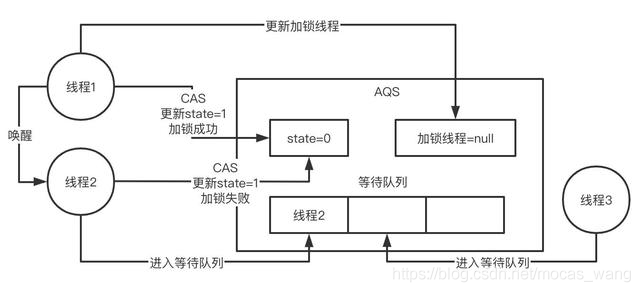 更新加锁线程
线程1
AQS
CAS
更新state=1
加锁成功
state=0
加锁线程=null
唤醒
CAS
更新state=1
加锁失败
线程2
等待队列
线程2
线程3
进入等待队列
进入等待队列
https://blog.csdn.net/mocas_wang